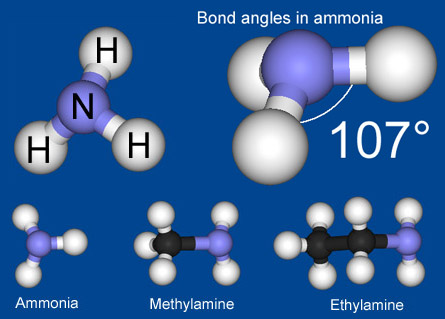 Bond angles in ammonia
H
N
H
H
107°
Ammonia
Methylamine
Ethylamine